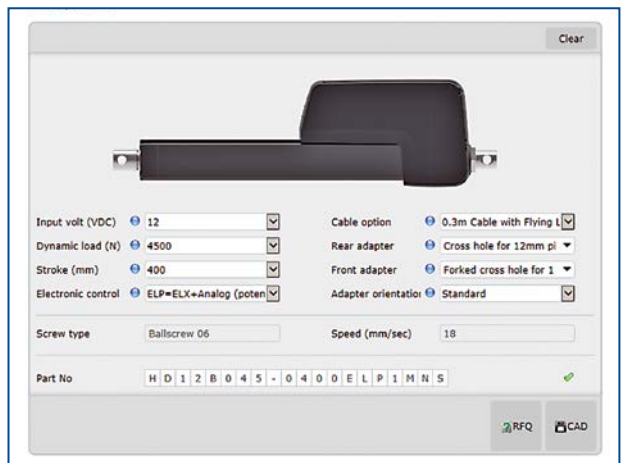 Clear
Input volt (VDC) 12 Cable option 0.3m Cable with Flying L
Dynamic load (N) 4500 Rear adapter Cross hole for 12mm pi
Stroke (mm) 400 Front adapter Forked cross hole for 1
Electronic control ELP=ELX+Analog (poten Adapter orientation Standard
Screw type Ballscrew 06 Speed (mm/sec) 18
Part No HD12B045-0400ELP1MNS
RFQ CAD